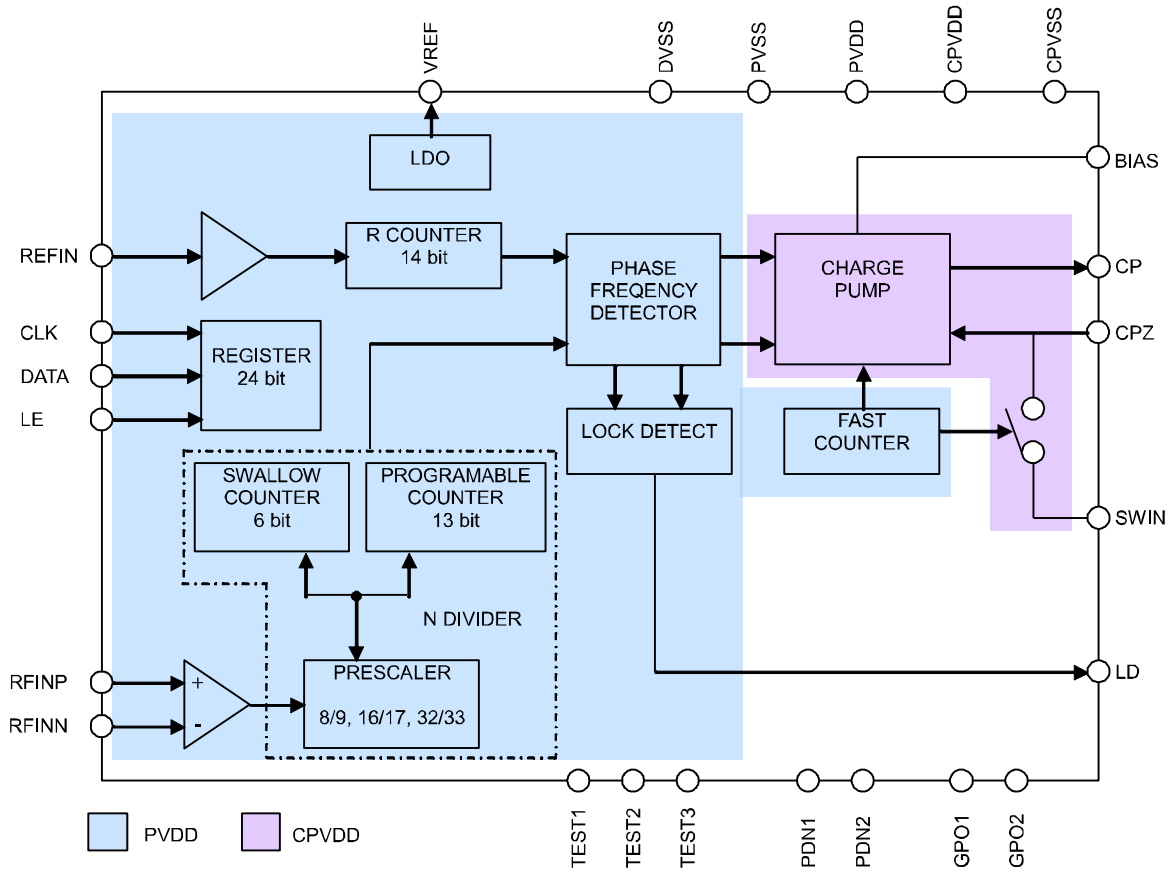 VREF
DVSS
PVSS
PVDD
CPVDD
CPVSS
LDO
BIAS
REFIN
R COUNTER
14 bit
PHASE
FREQENCY
DETECTOR
CHARGE
PUMP
CP
CLK
DATA
LE
REGISTER
24 bit
CPZ
LOCK DETECT
FAST
COUNTER
SWALLOW
COUNTER
6 bit
PROGRAMABLE
COUNTER
13 bit
SWIN
N DIVIDER
RFINP
RFINN
+
-
PRESCALER
8/9, 16/17, 32/33
LD
TEST1
TEST2
TEST3
PDN1
PDN2
GPO1
GPO2
PVDD
CPVDD